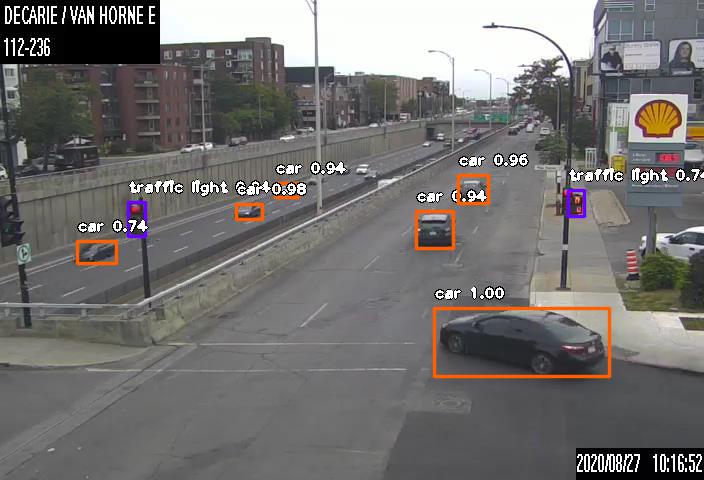 DECARIE / VAN HORNE E
112-236
car 0.94
car 0.96
traffic light
car 0.98
traffic light 0.74
car 0.94
car 0.74
car 1.00
2020/08/27 10:16:52